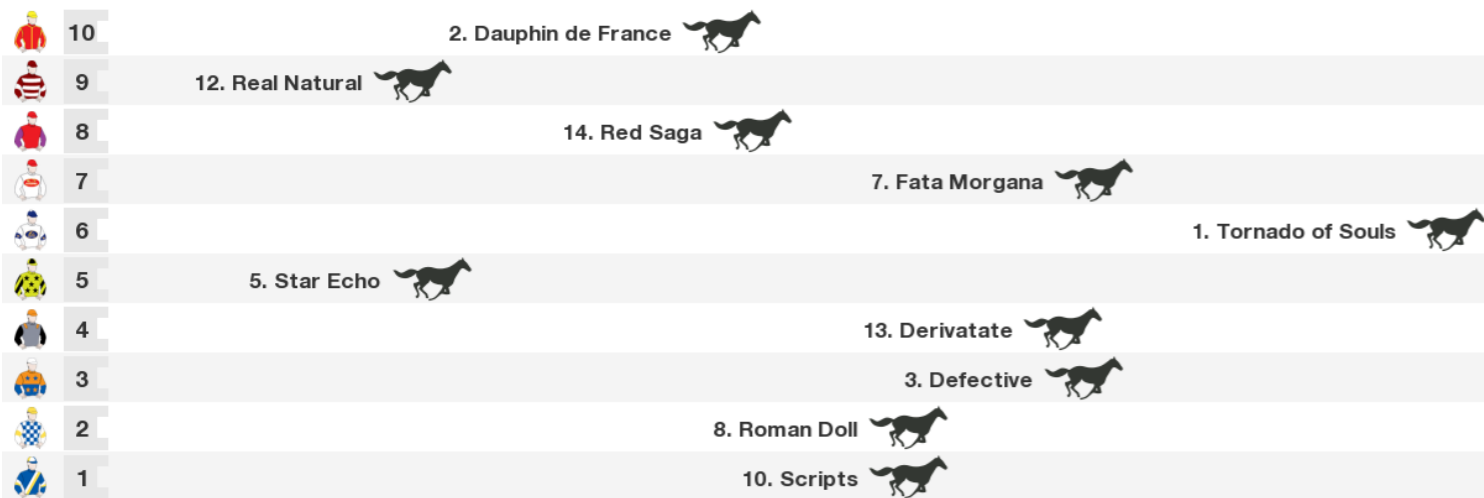 10 2. Dauphin de France
9 12. Real Natural
8 14. Red Saga
7 7. Fata Morgana
6 1. Tornado of Souls
5 5. Star Echo
4 13. Derivatate
3 3. Defective
2 8. Roman Doll
1 10. Scripts